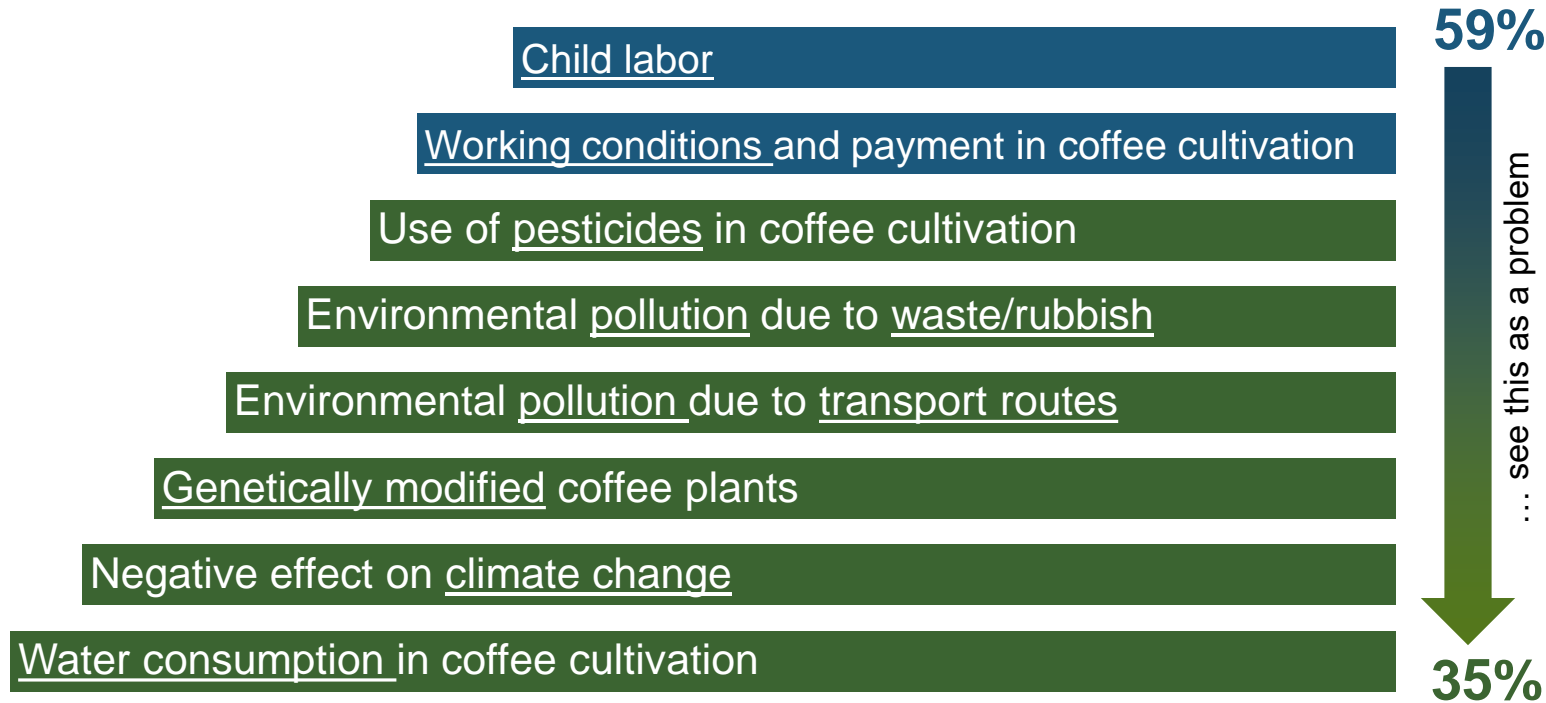 59%
Child labor
Working conditions and payment in coffee cultivation
Use of pesticides in coffee cultivation
Environmental pollution due to waste/rubbish
Environmental pollution due to transport routes
Genetically modified coffee plants
Negative effect on climate change
Water consumption in coffee cultivation
… see this as a problem
35%